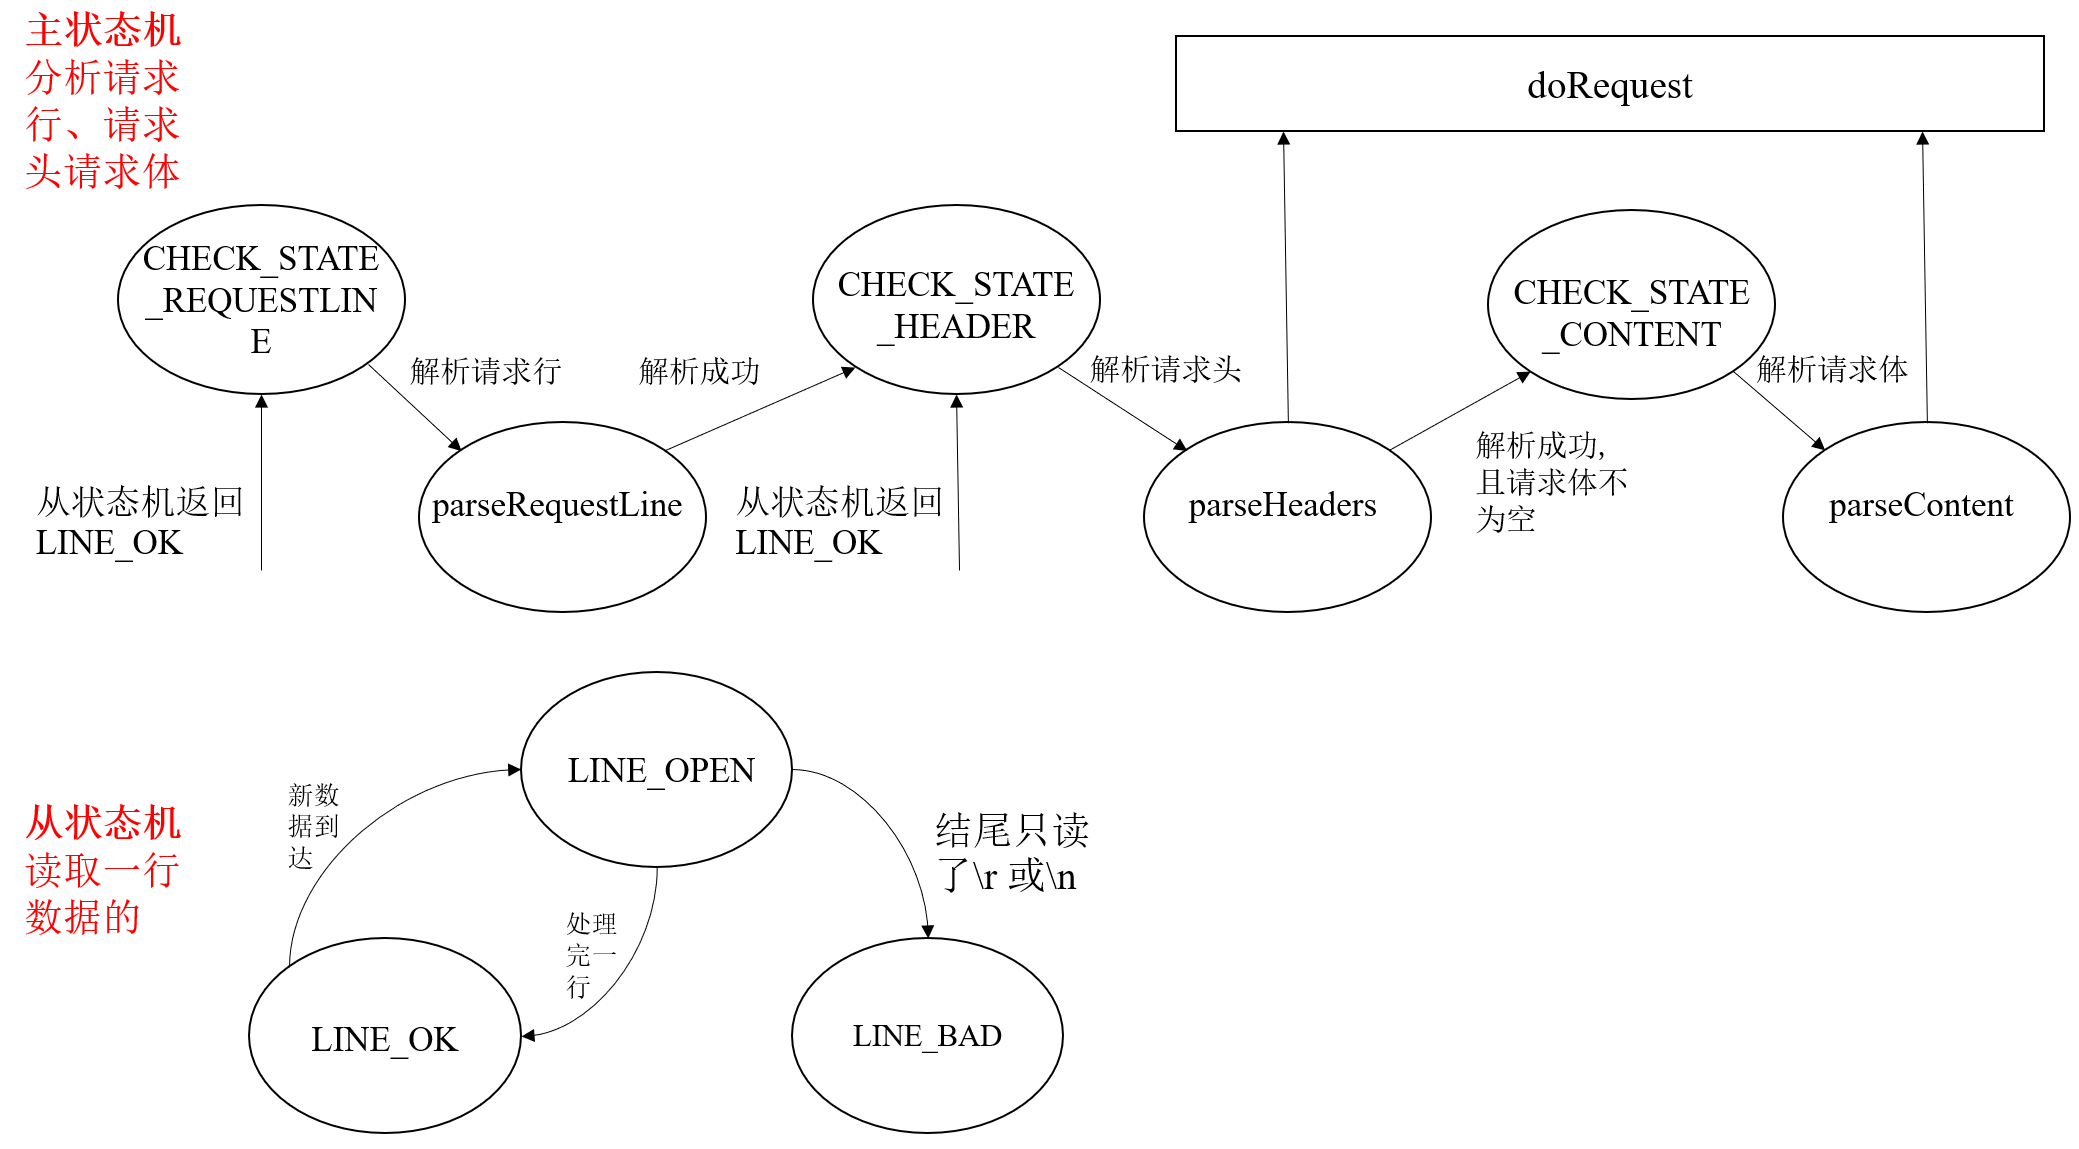 主状态机
分析请求
行、请求
头请求体
doRequest
CHECK_STATE
_REQUESTLIN
E
CHECK_STATE
_HEADER
CHECK_STATE
_CONTENT
解析请求行
解析成功
解析请求头
解析请求体
从状态机返回
LINE_OK
parseRequestLine
从状态机返回
LINE_OK
parseHeaders
解析成功,
且请求体不
为空
parseContent
从状态机
读取一行
数据的
新数
据到
达
LINE_OPEN
结尾只读
了\r 或\n
处理
完一
行
LINE_OK
LINE_BAD